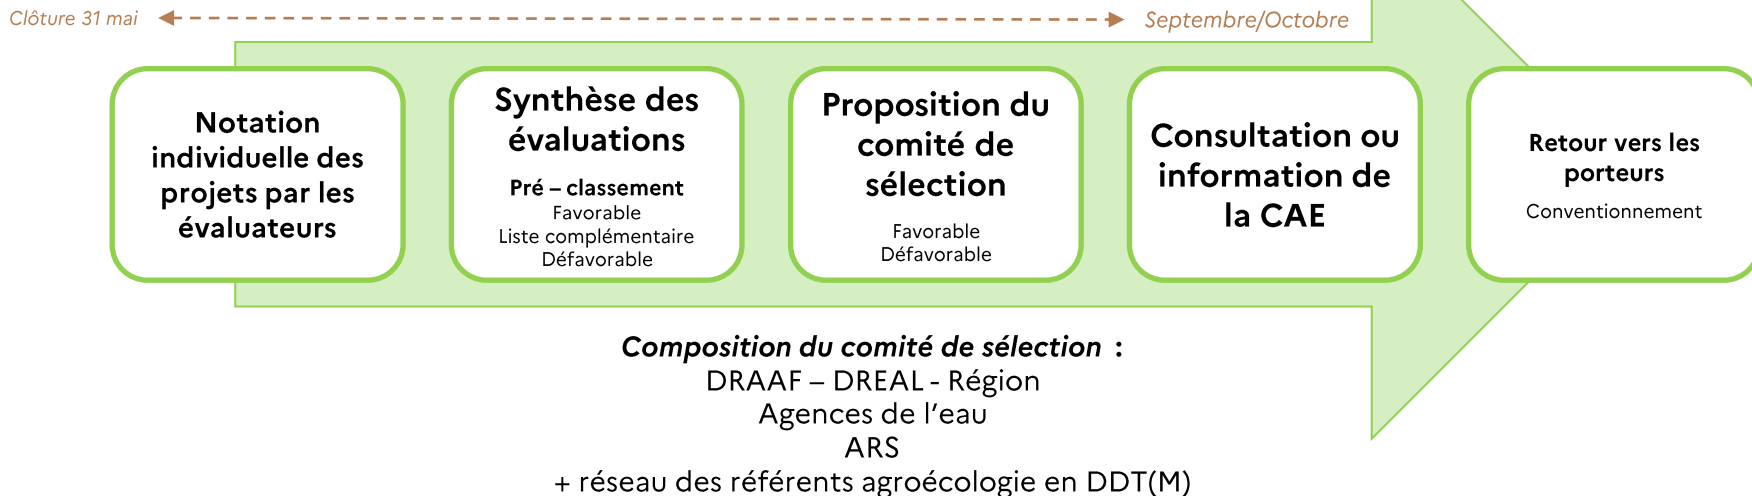 Clôture 31 mai
Septembre/Octobre
Notation
individuelle des
projets par les
évaluateurs
Synthèse des
évaluations
Pré – classement
Favorable
Liste complémentaire
Défavorable
Proposition du
comité de
sélection
Favorable
Défavorable
Consultation ou
information de
la CAE
Retour vers les
porteurs
Conventionnement
Composition du comité de sélection :
DRAAF – DREAL - Région
Agences de l’eau
ARS
+ réseau des référents agroécologie en DDT(M)